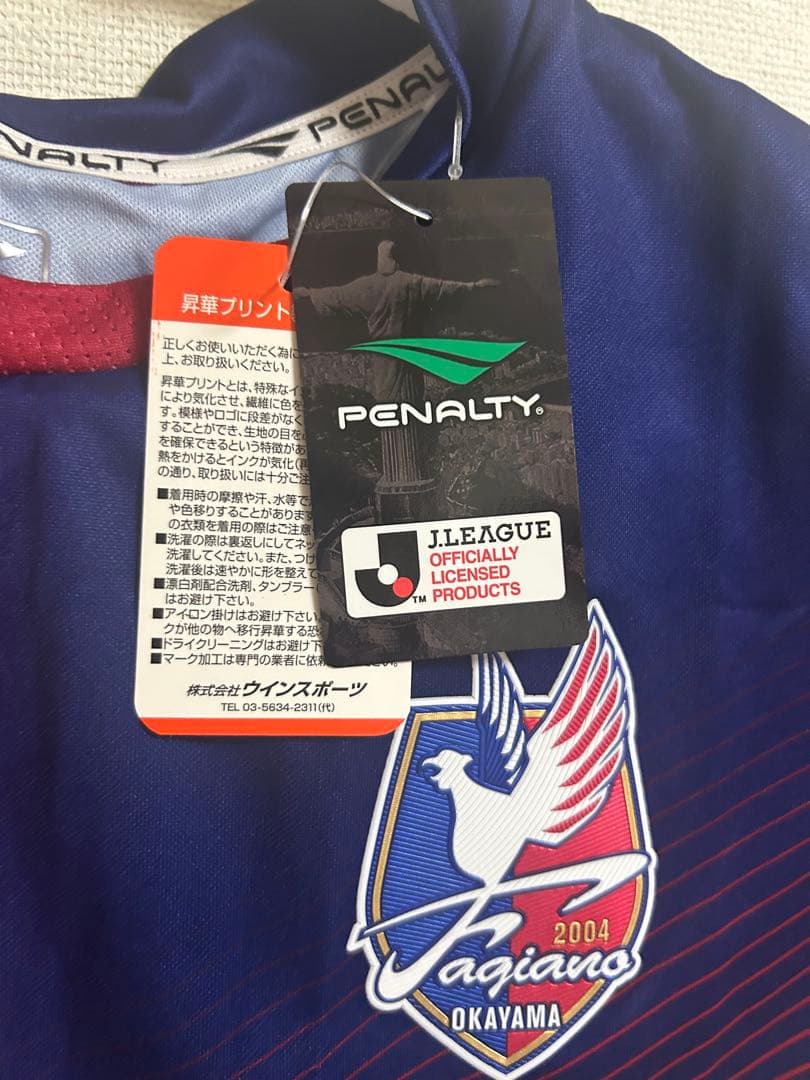 PENALTY
昇華プリント
正しくお使いいただく為に
上、お取り扱いください。
昇華プリントとは、特殊なイ
により気化させ、繊維に色を
す。模様やロゴに段差がなく
することができ、生地の目を
を確保できるという特徴があ
熱をかけるとインクが気化(再
の通り、取り扱いには十分ご注
■着用時の摩擦や汗、水等で
や色移りすることがあります
の衣類を着用の際はご注意
■洗濯の際は裏返しにしてネッ
洗濯してください。また、つけ
洗濯後は速やかに形を整えて
■漂白剤配合洗剤、タンブラー
はお避け下さい。
■アイロン掛けはお避け下さい
クが他の物へ移行昇華する恐
■ドライクリーニングはお避け下
■マーク加工は専門の業者に依
さい。
株式会社ウインスポーツ
TEL 03-5634-2311(代)
PENALTY®
J.LEAGUE
OFFICIALLY
LICENSED
PRODUCTS
TM
2004
Fagiano
OKAYAMA